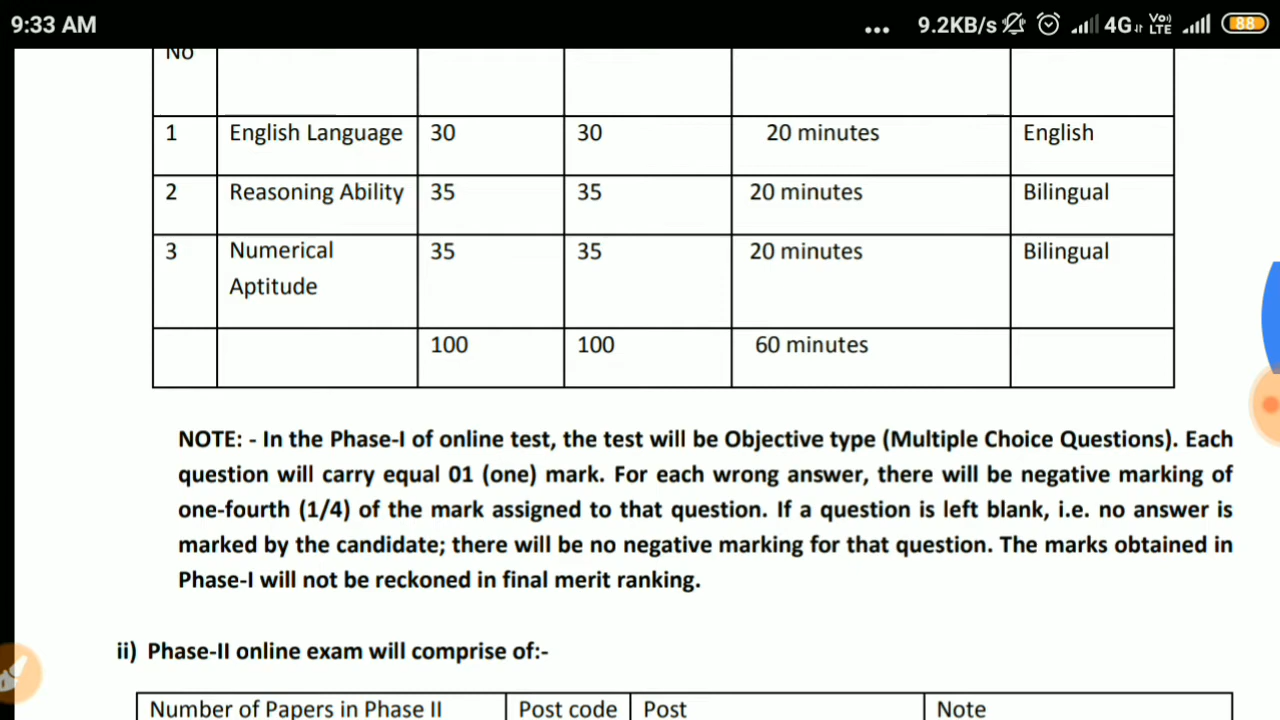 9:33 AM ... 9.2KB/s 4G Vo) LTE 88
No
1 English Language 30 30 20 minutes English
2 Reasoning Ability 35 35 20 minutes Bilingual
3 Numerical 35 35 20 minutes Bilingual
Aptitude
100 100 60 minutes
NOTE: - In the Phase-I of online test, the test will be Objective type (Multiple Choice Questions). Each
question will carry equal 01 (one) mark. For each wrong answer, there will be negative marking of
one-fourth (1/4) of the mark assigned to that question. If a question is left blank, i.e. no answer is
marked by the candidate; there will be no negative marking for that question. The marks obtained in
Phase-I will not be reckoned in final merit ranking.
ii) Phase-II online exam will comprise of:-
Number of Papers in Phase II Post code Post Note